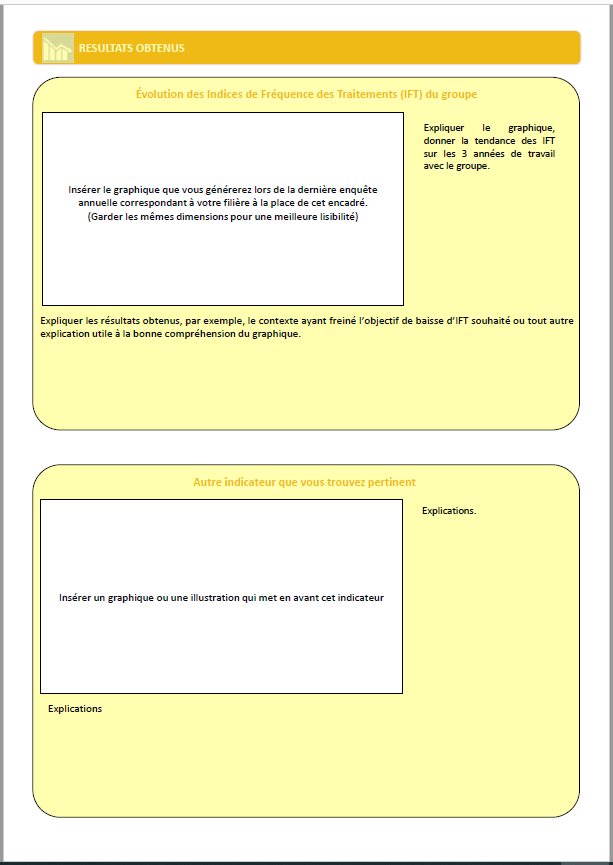 RESULTATS OBTENUS
Évolution des Indices de Fréquence des Traitements (IFT) du groupe
Insérer le graphique que vous générerez lors de la dernière enquête
annuelle correspondant à votre filière à la place de cet encadré.
(Garder les mêmes dimensions pour une meilleure lisibilité)
Expliquer le graphique,
donner la tendance des IFT
sur les 3 années de travail
avec le groupe.
Expliquer les résultats obtenus, par exemple, le contexte ayant freiné l'objectif de baisse d'IFT souhaité ou tout autre
explication utile à la bonne compréhension du graphique.
Autre indicateur que vous trouvez pertinent
Insérer un graphique ou une illustration qui met en avant cet indicateur
Explications.
Explications